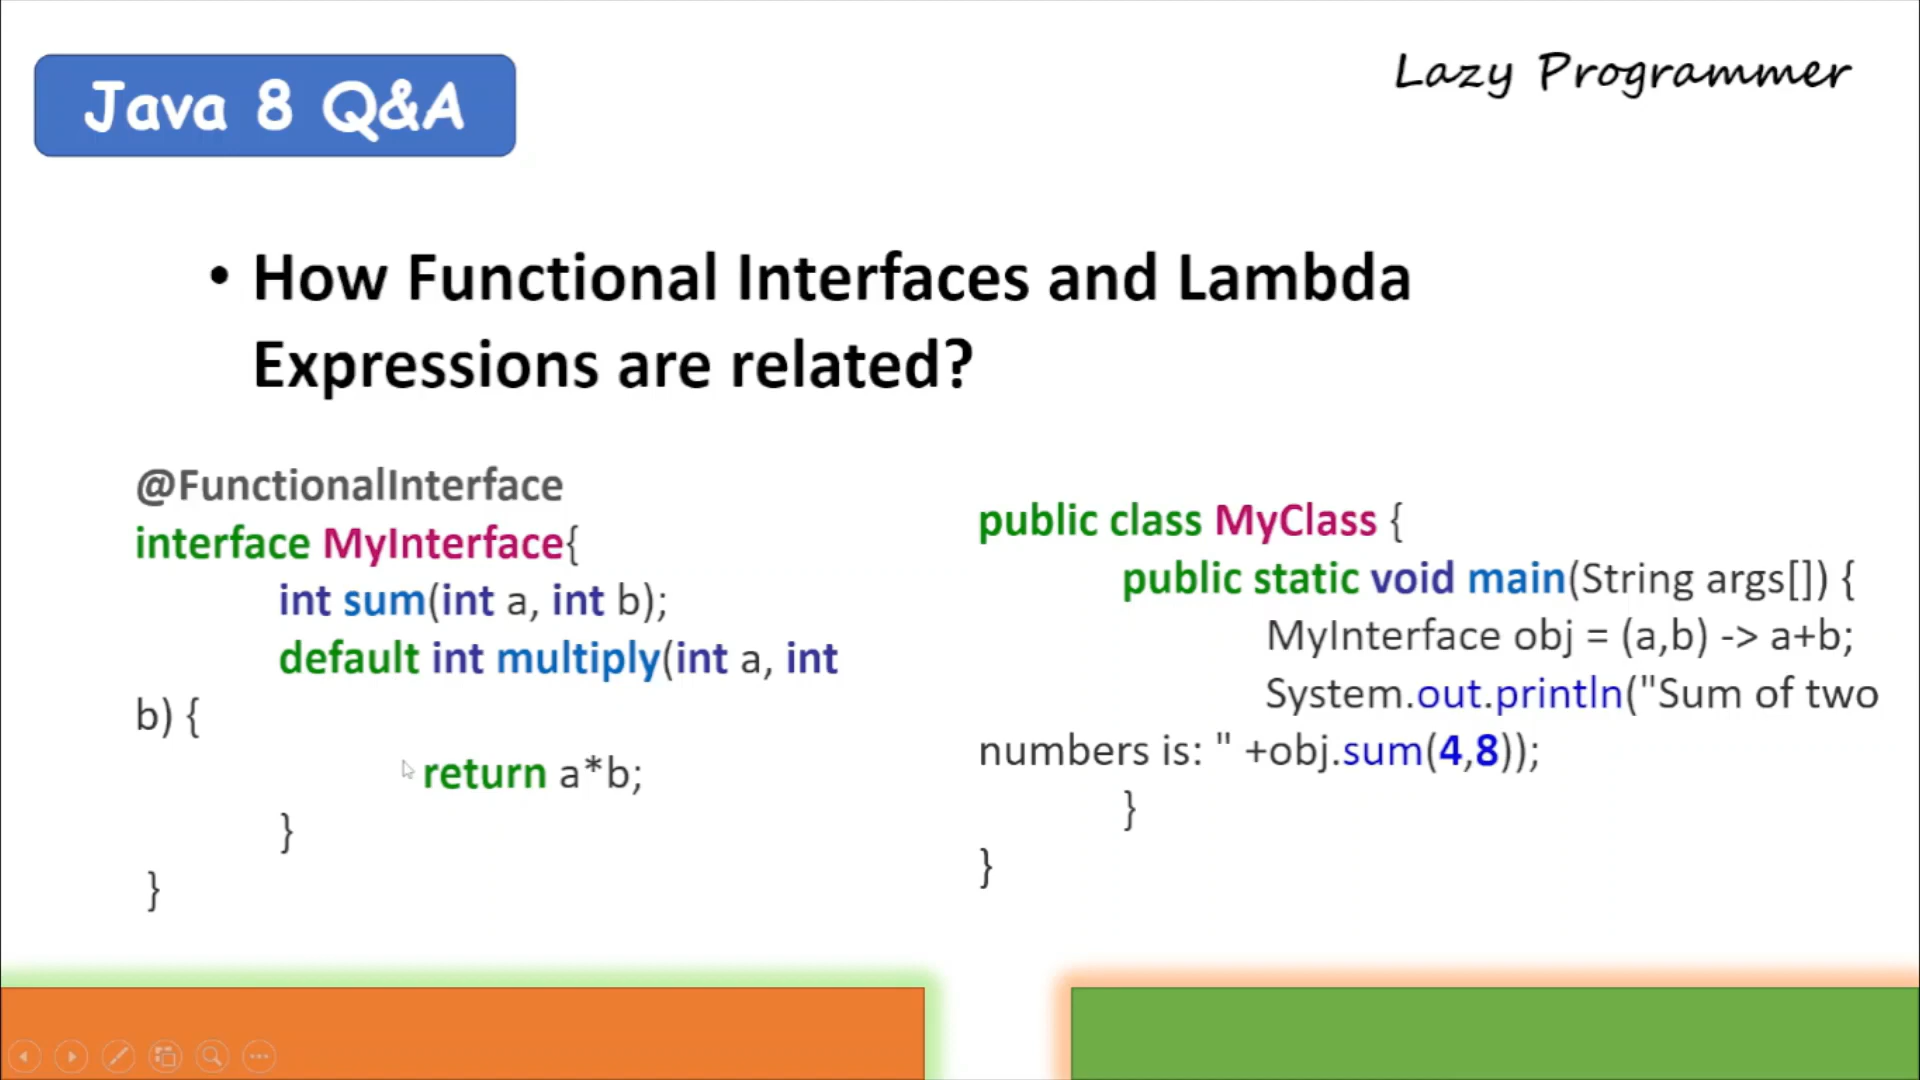 Java 8 Q&A
Lazy Programmer
• How Functional Interfaces and Lambda
Expressions are related?
@FunctionalInterface
interface MyInterface{
int sum(int a, int b);
default int multiply(int a, int
b) {
return a*b;
}
}
public class MyClass {
public static void main(String args[]) {
MyInterface obj = (a,b) -> a+b;
System.out.println("Sum of two
numbers is: " +obj.sum(4,8));
}
}